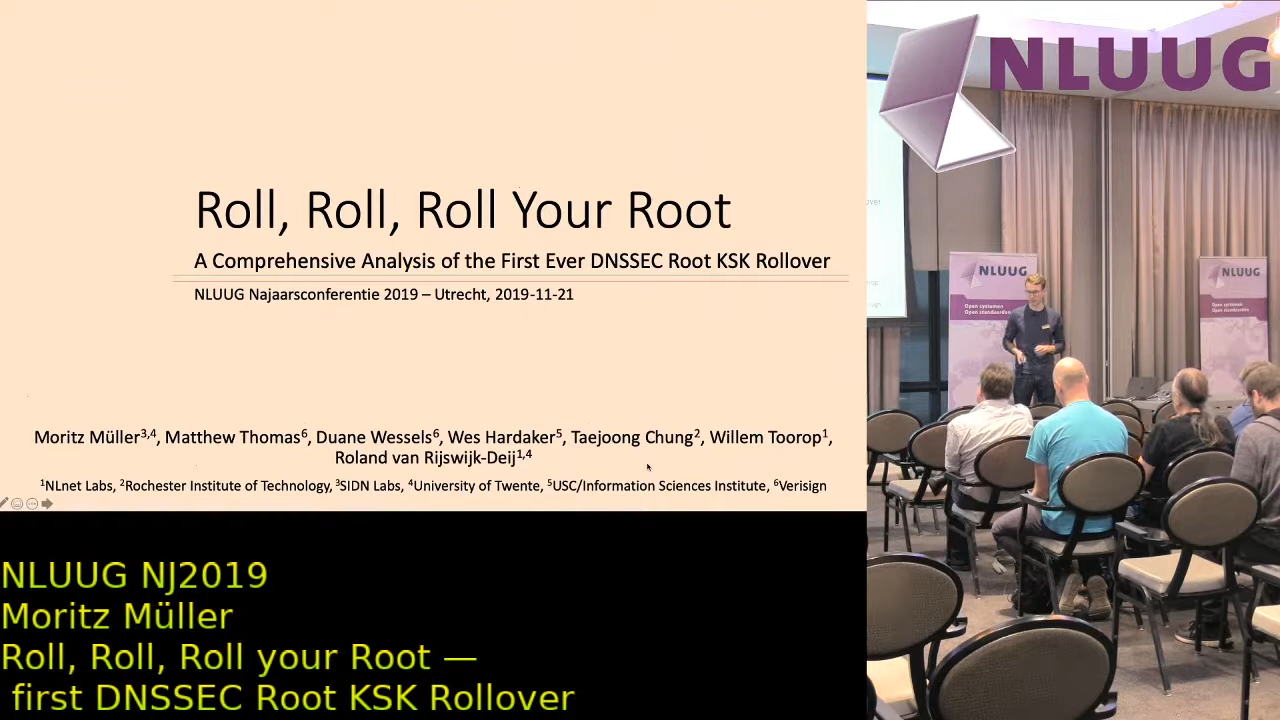 Roll, Roll, Roll Your Root
A Comprehensive Analysis of the First Ever DNSSEC Root KSK Rollover
NLUUG Najaarsconferentie 2019 – Utrecht, 2019-11-21
Moritz Müller3,4, Matthew Thomas6, Duane Wessels6, Wes Hardaker5, Taejoong Chung2, Willem Toorop1,
Roland van Rijswijk-Deij1,4
1NLnet Labs, 2Rochester Institute of Technology, 3SIDN Labs, 4University of Twente, 5USC/Information Sciences Institute, 6Verisign
NLUUG NJ2019
Moritz Müller
Roll, Roll, Roll your Root —
first DNSSEC Root KSK Rollover
NLUUG
NLUUG
Open systemen
Open standaarden
NLUUG
Open systemen
Open standaarden